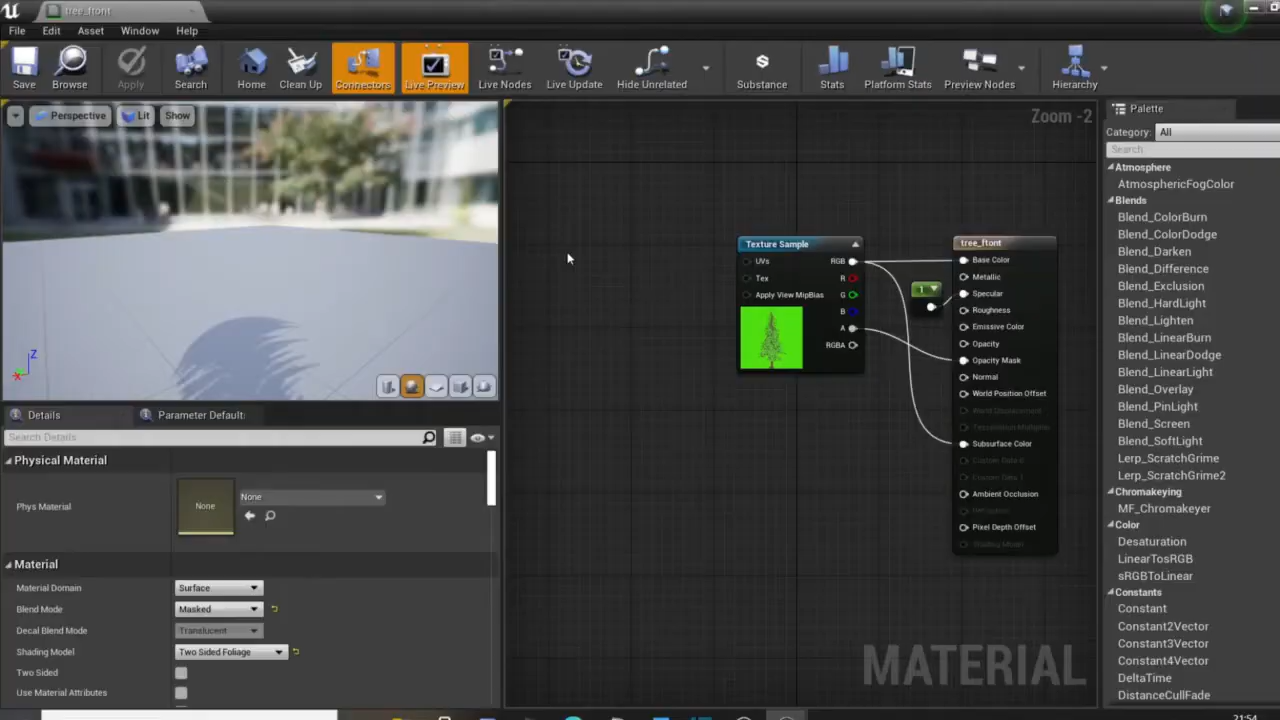 tree_ftont
File Edit Asset Window Help
Save Browse Apply Search Home Clean Up Connectors Live Preview Live Nodes Live Update Hide Unrelated Substance Stats Platform Stats Preview Nodes Hierarchy
Perspective Lit Show
Zoom -2
Z
x
MATERIAL
Texture Sample
UVs RGB
Tex R
Apply View MipBias G
B
A
RGBA
1
tree_ftont
Base Color
Metallic
Specular
Roughness
Emissive Color
Opacity
Opacity Mask
Normal
World Position Offset
World Displacement
Tessellation Multiplier
Subsurface Color
Custom Data 0
Custom Data 1
Ambient Occlusion
Refraction
Pixel Depth Offset
Shading Model
Details Parameter Default
Search Details
Physical Material
Phys Material
None
None
Material
Material Domain Surface
Blend Mode Masked
Decal Blend Mode Translucent
Shading Model Two Sided Foliage
Two Sided
Use Material Attributes
Palette
Category: All
Search
Atmosphere
AtmosphericFogColor
Blends
Blend_ColorBurn
Blend_ColorDodge
Blend_Darken
Blend_Difference
Blend_Exclusion
Blend_HardLight
Blend_Lighten
Blend_LinearBurn
Blend_LinearDodge
Blend_LinearLight
Blend_Overlay
Blend_PinLight
Blend_Screen
Blend_SoftLight
Lerp_ScratchGrime
Lerp_ScratchGrime2
Chromakeying
MF_Chromakeyer
Color
Desaturation
LinearTosRGB
sRGBToLinear
Constants
Constant
Constant2Vector
Constant3Vector
Constant4Vector
DeltaTime
DistanceCullFade
21:54